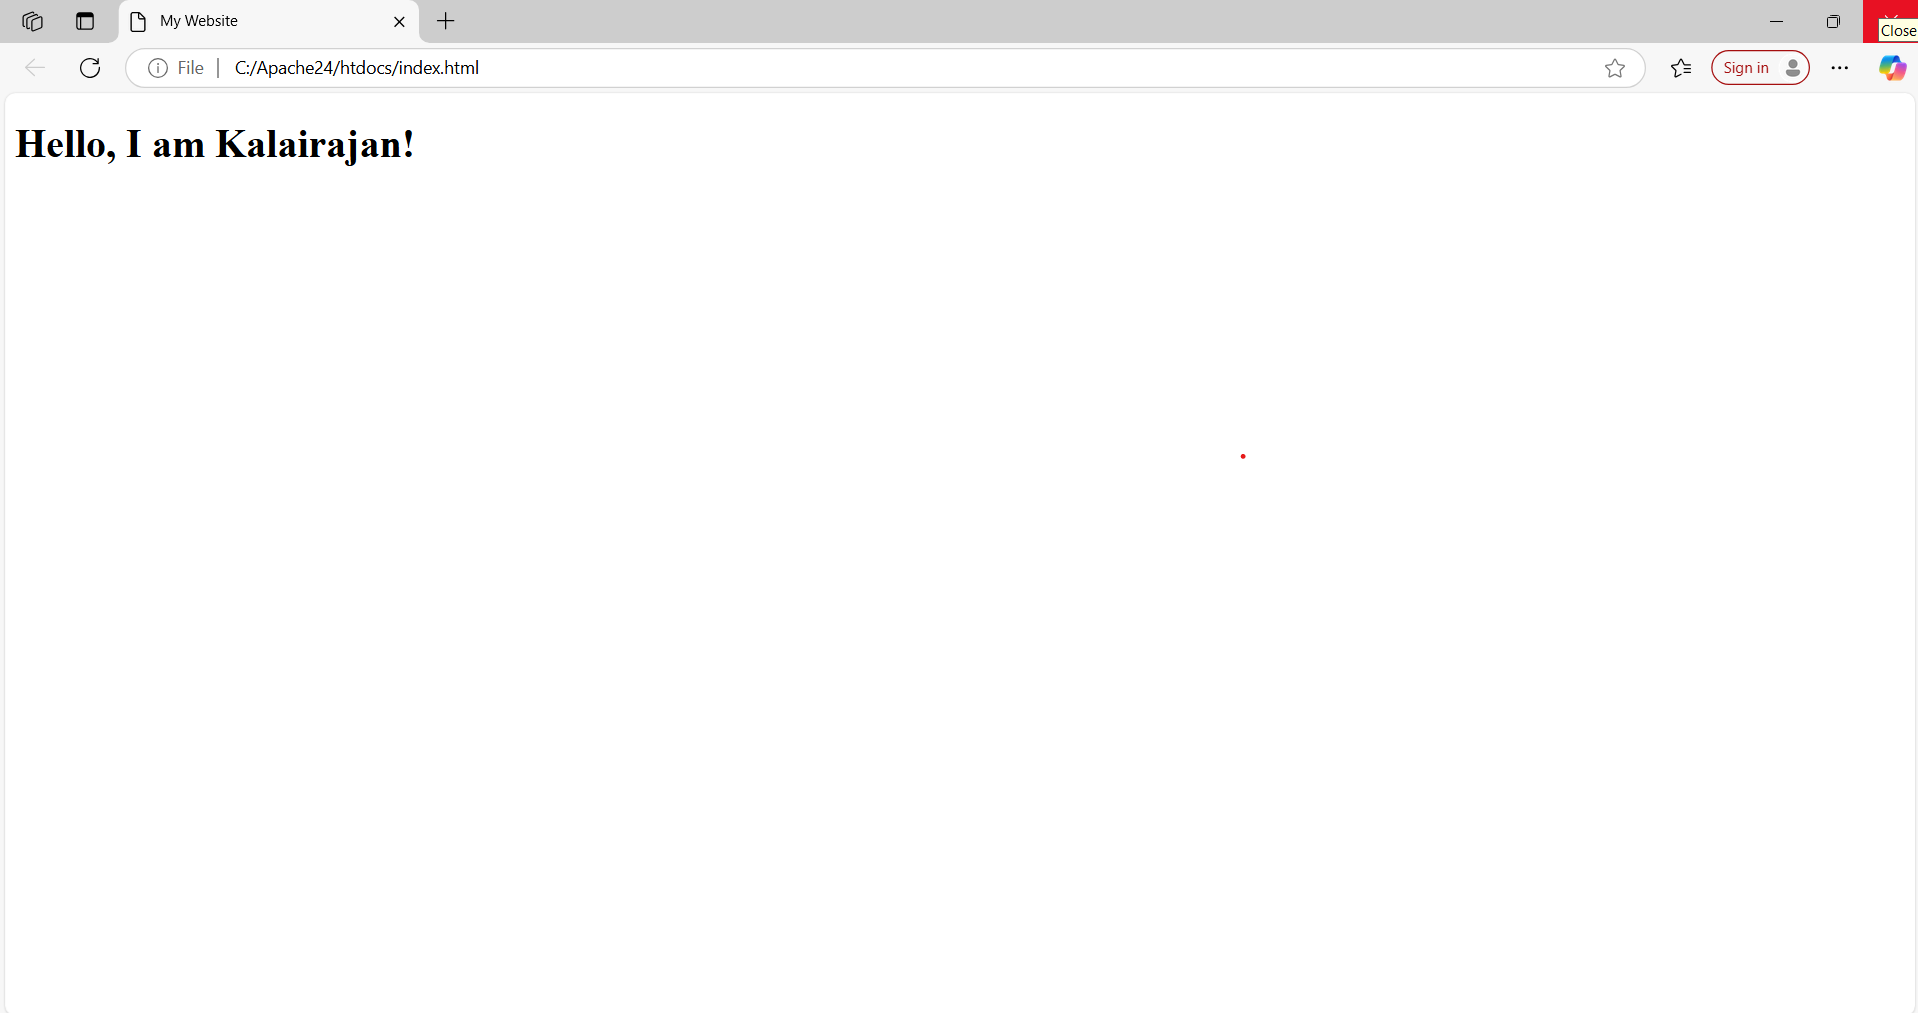 My Website
Close
File
C:/Apache24/htdocs/index.html
Sign in
Hello, I am Kalairajan!